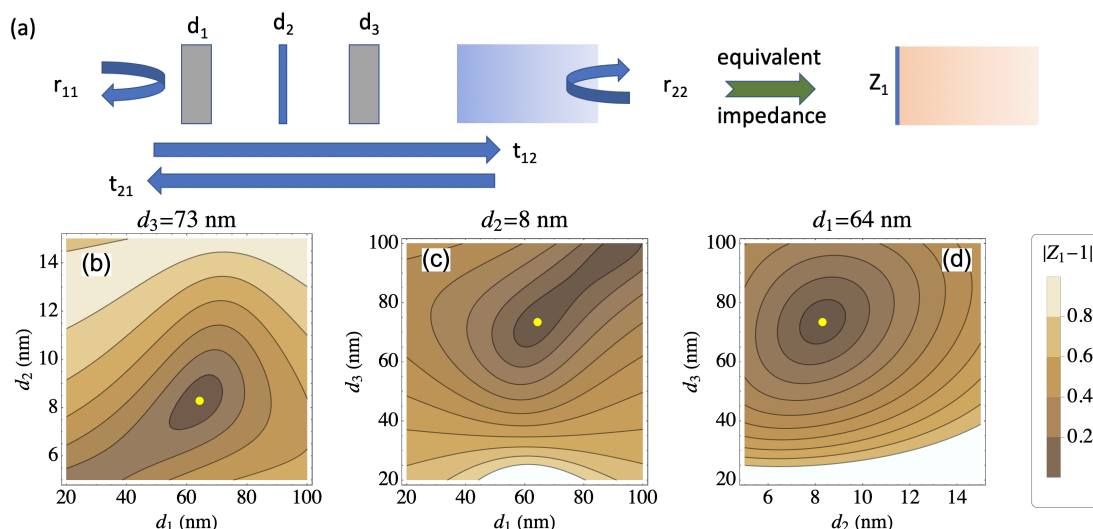 (a)
d₁ d₂ d₃
r₁₁ r₂₂ equivalent impedance Z₁
t₁₂
t₂₁
d₃=73 nm d₂=8 nm d₁=64 nm
(b) (c) (d)
d₂ (nm)
14
12
10
8
6
20 40 60 80 100
d₁ (nm)
d₃ (nm)
100
80
60
40
20
20 40 60 80 100
d₁ (nm)
d₃ (nm)
100
80
60
40
20
6 8 10 12 14
d₂ (nm)
|Z₁−1|
0.8
0.6
0.4
0.2